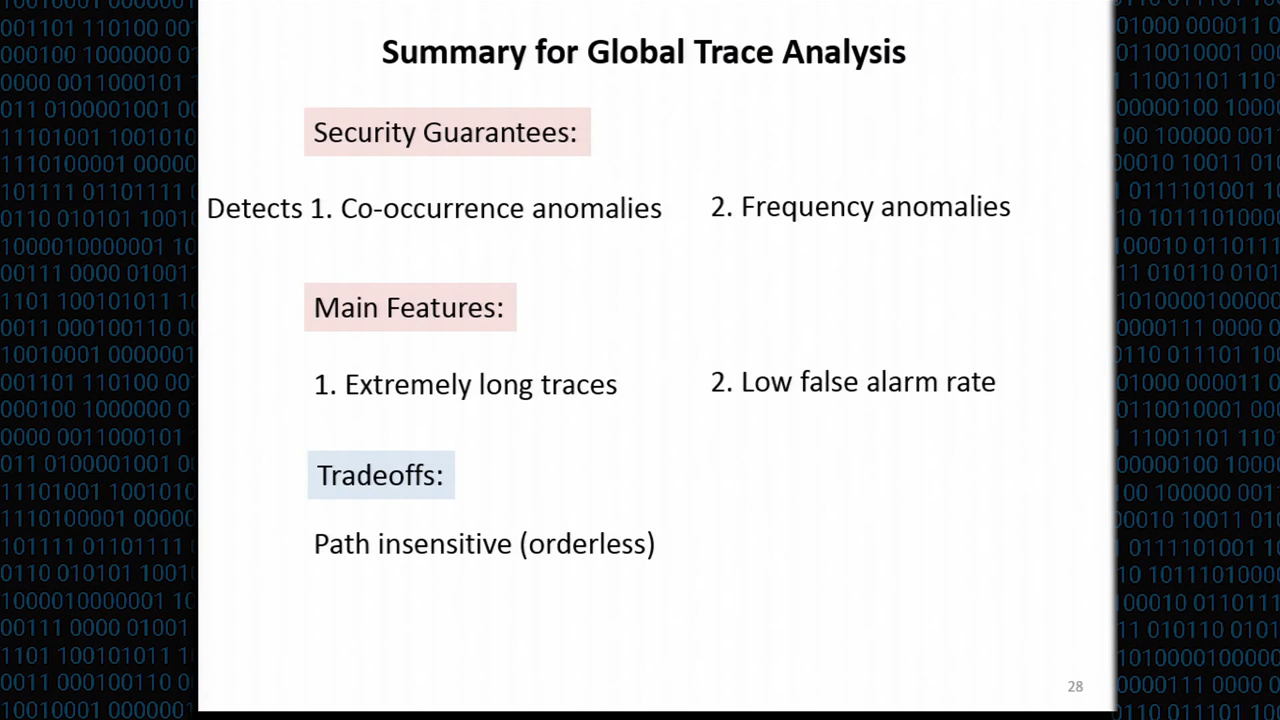 Summary for Global Trace Analysis
Security Guarantees:
Detects 1. Co-occurrence anomalies
2. Frequency anomalies
Main Features:
1. Extremely long traces
2. Low false alarm rate
Tradeoffs:
Path insensitive (orderless)
28